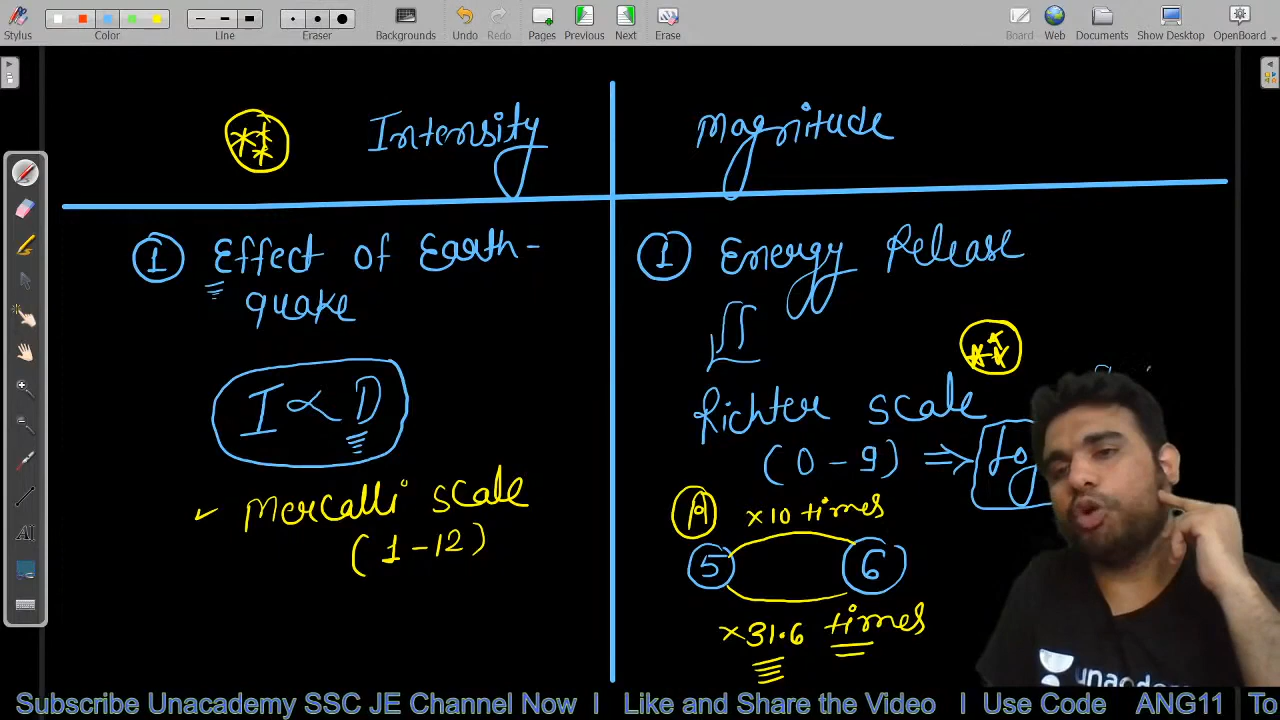 Stylus
Color
Line
Eraser
Backgrounds
Undo
Redo
Pages
Previous
Next
Erase
Board
Web
Documents
Show Desktop
OpenBoard
Intensity
Magnitude
1 Effect of Earth-
quake
I ∝ D
✓ Mercalli scale
(1-12)
1 Energy Release
Richter scale
(0-9) ⇒
A ×10 times
5 6
×31.6 times
unacademy
Subscribe Unacademy SSC JE Channel Now I Like and Share the Video I Use Code ANG11 To